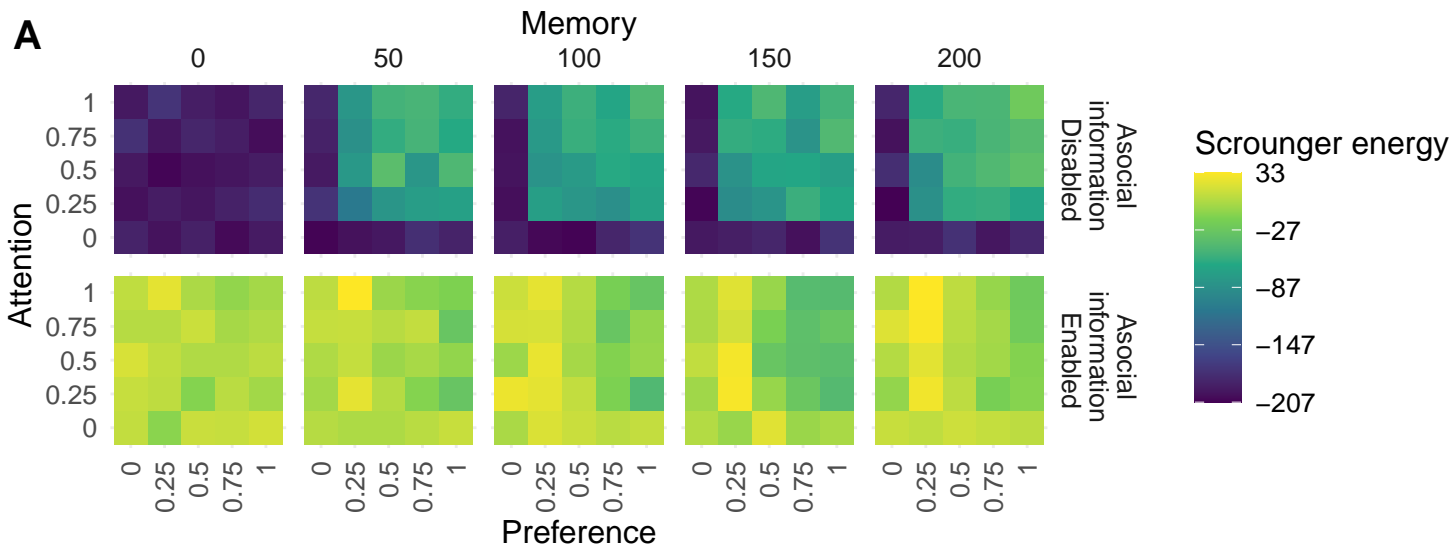 A
Memory
0 50 100 150 200
Attention
1
0.75
0.5
0.25
0
Asocial
information
Disabled
1
0.75
0.5
0.25
0
Asocial
information
Enabled
0 0.25 0.5 0.75 1 0 0.25 0.5 0.75 1 0 0.25 0.5 0.75 1 0 0.25 0.5 0.75 1 0 0.25 0.5 0.75 1
Preference
Scrounger energy
33
−27
−87
−147
−207